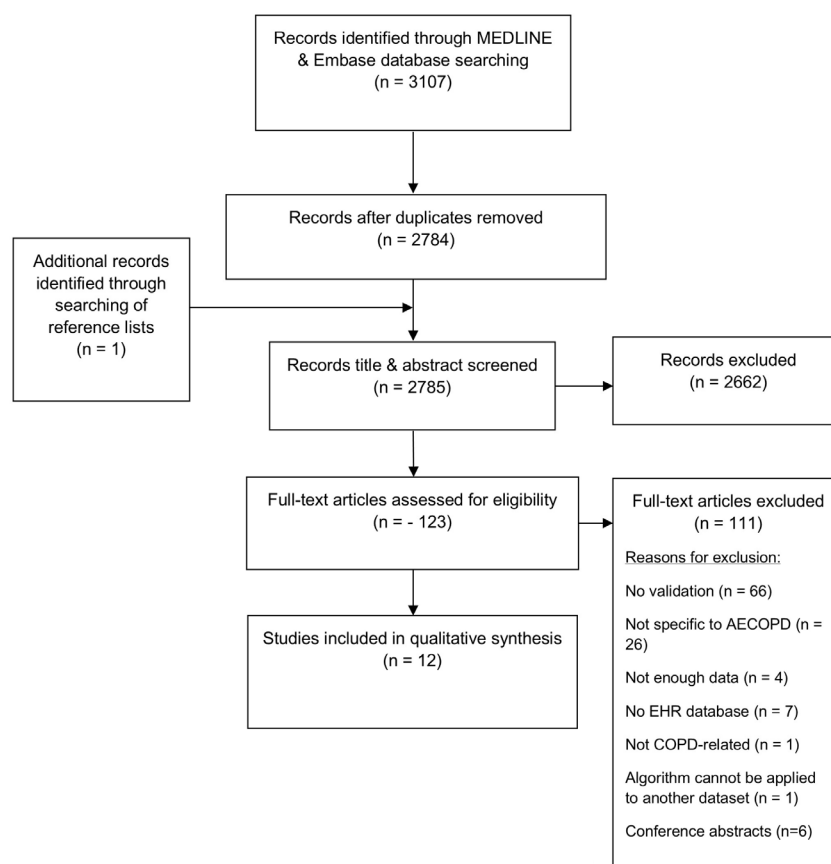 Records identified through MEDLINE
& Embase database searching
(n = 3107)
Records after duplicates removed
(n = 2784)
Additional records
identified through
searching of
reference lists
(n = 1)
Records title & abstract screened
(n = 2785)
Records excluded
(n = 2662)
Full-text articles assessed for eligibility
(n = - 123)
Full-text articles excluded
(n = 111)
Reasons for exclusion:
No validation (n = 66)
Not specific to AECOPD (n =
26)
Not enough data (n = 4)
No EHR database (n = 7)
Not COPD-related (n = 1)
Algorithm cannot be applied
to another dataset (n = 1)
Conference abstracts (n=6)
Studies included in qualitative synthesis
(n = 12)